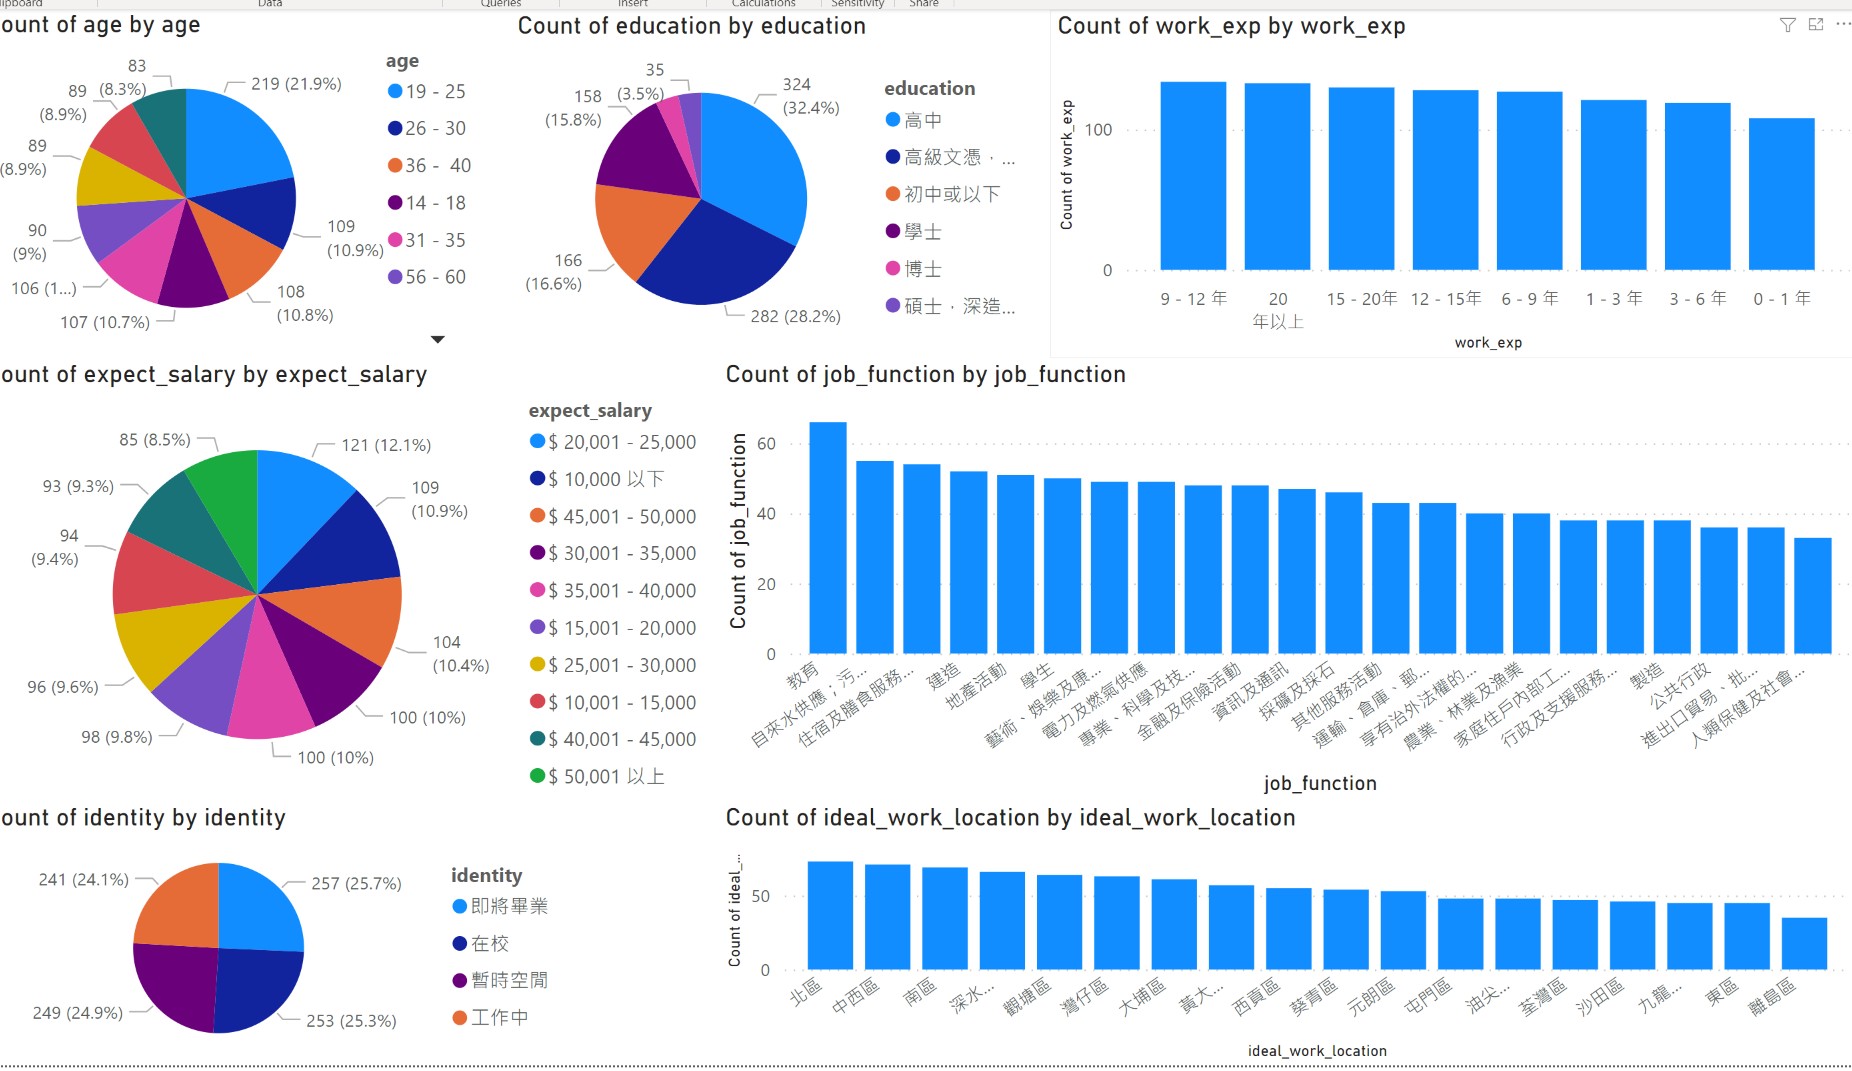 Data
Queries
Insert
Calculations
Sensitivity
Share
ount of age by age
83
(8.3%)
219 (21.9%)
89
(8.9%)
89
(8.9%)
90
(9%)
106 (1...)
107 (10.7%)
108
(10.8%)
109
(10.9%)
age
19 - 25
26 - 30
36 - 40
14 - 18
31 - 35
56 - 60
Count of education by education
35
(3.5%)
324
(32.4%)
158
(15.8%)
166
(16.6%)
282 (28.2%)
education
高中
高級文憑，...
初中或以下
學士
博士
碩士，深造...
Count of work_exp by work_exp
Count of work_exp
100
0
9 - 12 年
20
年以上
15 - 20年
12 - 15年
6 - 9 年
1 - 3 年
3 - 6 年
0 - 1 年
work_exp
ount of expect_salary by expect_salary
85 (8.5%)
121 (12.1%)
93 (9.3%)
109
(10.9%)
94
(9.4%)
104
(10.4%)
96 (9.6%)
100 (10%)
98 (9.8%)
100 (10%)
expect_salary
$ 20,001 - 25,000
$ 10,000 以下
$ 45,001 - 50,000
$ 30,001 - 35,000
$ 35,001 - 40,000
$ 15,001 - 20,000
$ 25,001 - 30,000
$ 10,001 - 15,000
$ 40,001 - 45,000
$ 50,001 以上
Count of job_function by job_function
Count of job_function
60
40
20
0
教育
自來水供應；污...
住宿及膳食服務...
建造
地產活動
學生
藝術、娛樂及康...
電力及燃氣供應
專業、科學及技...
金融及保險活動
資訊及通訊
採礦及採石
其他服務活動
運輸、倉庫、郵...
享有治外法權的...
農業、林業及漁業
家庭住戶內部工...
行政及支援服務...
製造
公共行政
進出口貿易、批...
人類保健及社會...
job_function
ount of identity by identity
241 (24.1%)
257 (25.7%)
249 (24.9%)
253 (25.3%)
identity
即將畢業
在校
暫時空閒
工作中
Count of ideal_work_location by ideal_work_location
Count of ideal_...
50
0
北區
中西區
南區
深水...
觀塘區
灣仔區
大埔區
黃大...
西貢區
葵青區
元朗區
屯門區
油尖...
荃灣區
沙田區
九龍...
東區
離島區
ideal_work_location